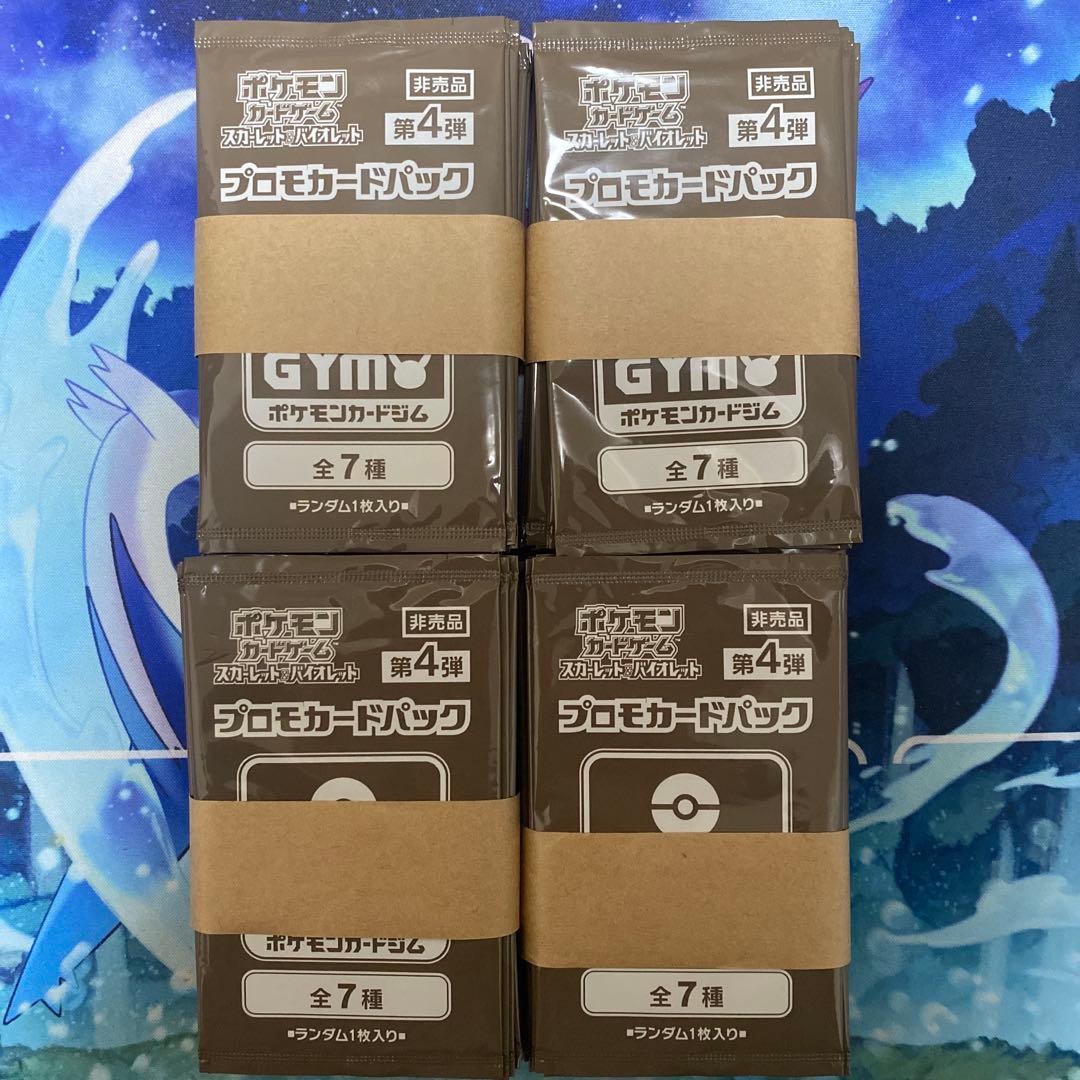 ポケモン
カードゲーム
スカーレット&バイオレット
非売品
第4弾
プロモカードパック
GYM
ポケモンカードジム
全7種
■ランダム1枚入り■
ポケモン
カードゲーム
スカーレット&バイオレット
非売品
第4弾
プロモカードパック
GYM
ポケモンカードジム
全7種
■ランダム1枚入り■
ポケモン
カードゲーム
スカーレット&バイオレット
非売品
第4弾
プロモカードパック
ポケモンカードジム
全7種
■ランダム1枚入り■
ポケモン
カードゲーム
スカーレット&バイオレット
非売品
第4弾
プロモカードパック
全7種
■ランダム1枚入り■